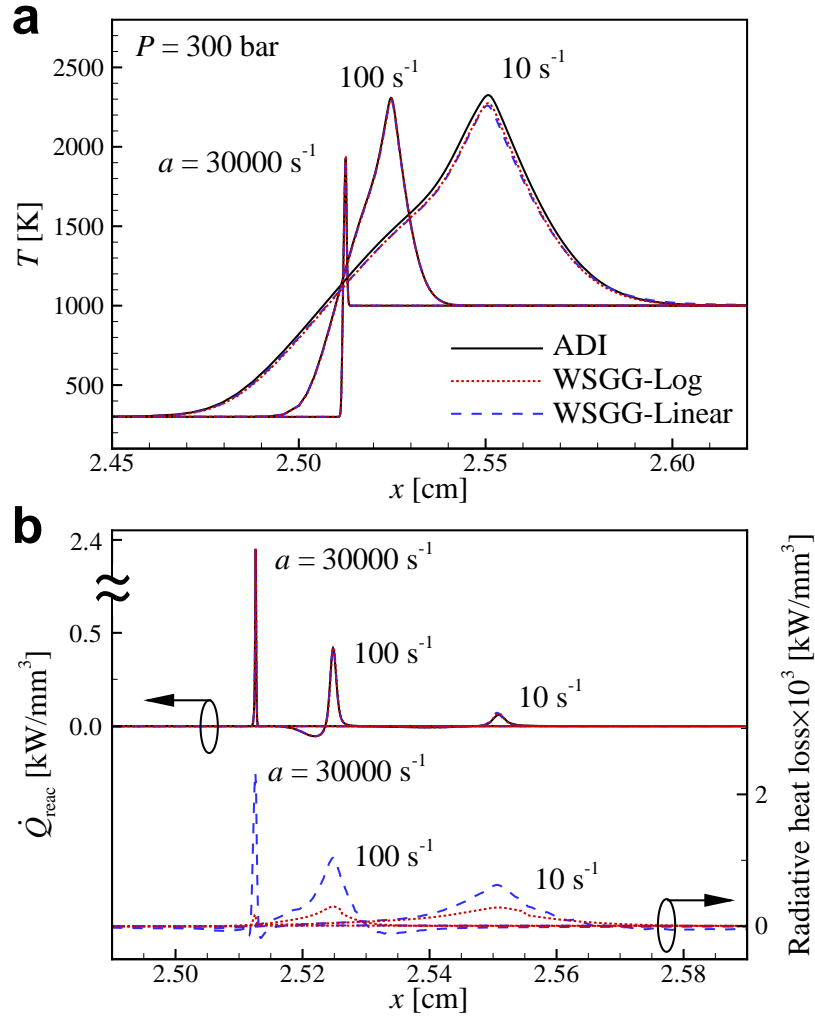 a
P = 300 bar
100 s⁻¹
10 s⁻¹
a = 30000 s⁻¹
2500
2000
1500
1000
500
T [K]
ADI
WSGG-Log
WSGG-Linear
2.45
2.50
2.55
2.60
x [cm]
b
2.4
0.5
0.0
a = 30000 s⁻¹
100 s⁻¹
10 s⁻¹
Q̇reac [kW/mm³]
a = 30000 s⁻¹
100 s⁻¹
10 s⁻¹
2
0
Radiative heat loss×10³ [kW/mm³]
2.50
2.52
2.54
2.56
2.58
x [cm]